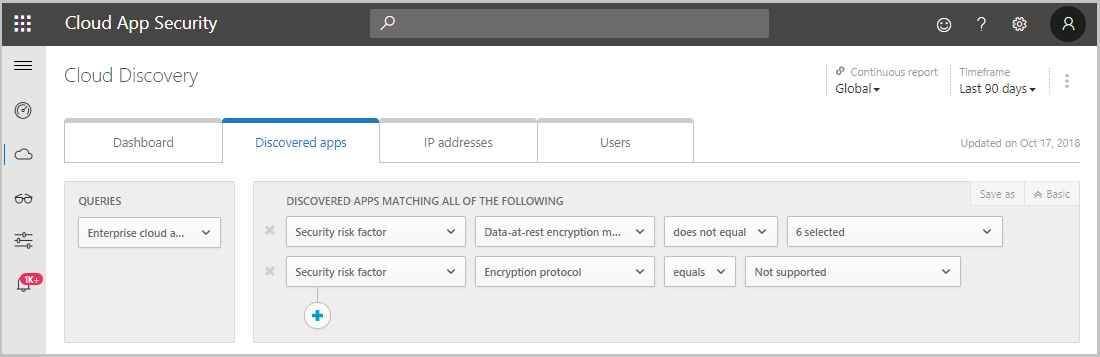 Cloud App Security
?
Cloud Discovery
Continuous report
Global
Timeframe
Last 90 days
Dashboard
Discovered apps
IP addresses
Users
Updated on Oct 17, 2018
QUERIES
Enterprise cloud a...
DISCOVERED APPS MATCHING ALL OF THE FOLLOWING
Save as
Basic
Security risk factor
Data-at-rest encryption m...
does not equal
6 selected
Security risk factor
Encryption protocol
equals
Not supported
1K+